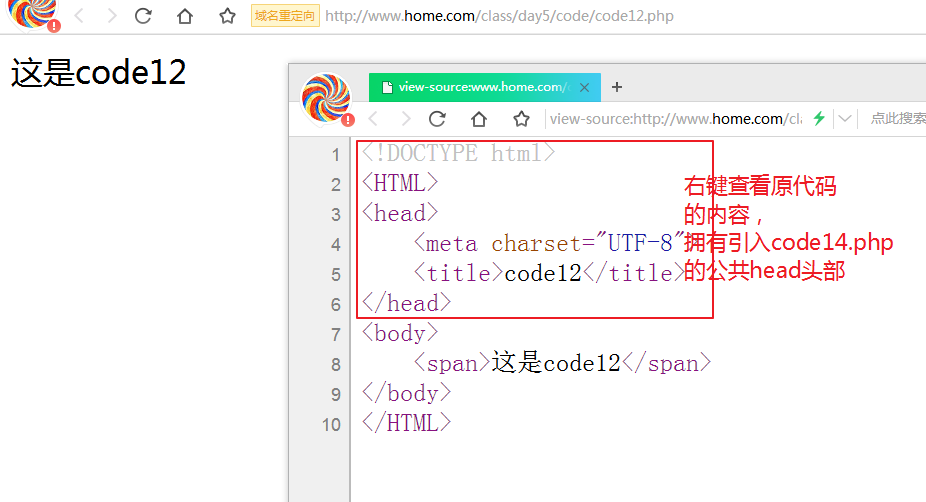 域名重定向 http://www.home.com/class/day5/code/code12.php
这是code12
view-source:www.home.com/
view-source:http://www.home.com/cla
点此搜索
1 <!DOCTYPE html>
2 <HTML>
3 <head>
4 <meta charset="UTF-8"
5 <title>code12</title>
6 </head>
7 <body>
8 <span>这是code12</span>
9 </body>
10 </HTML>
右键查看原代码
的内容，
拥有引入code14.php
的公共head头部